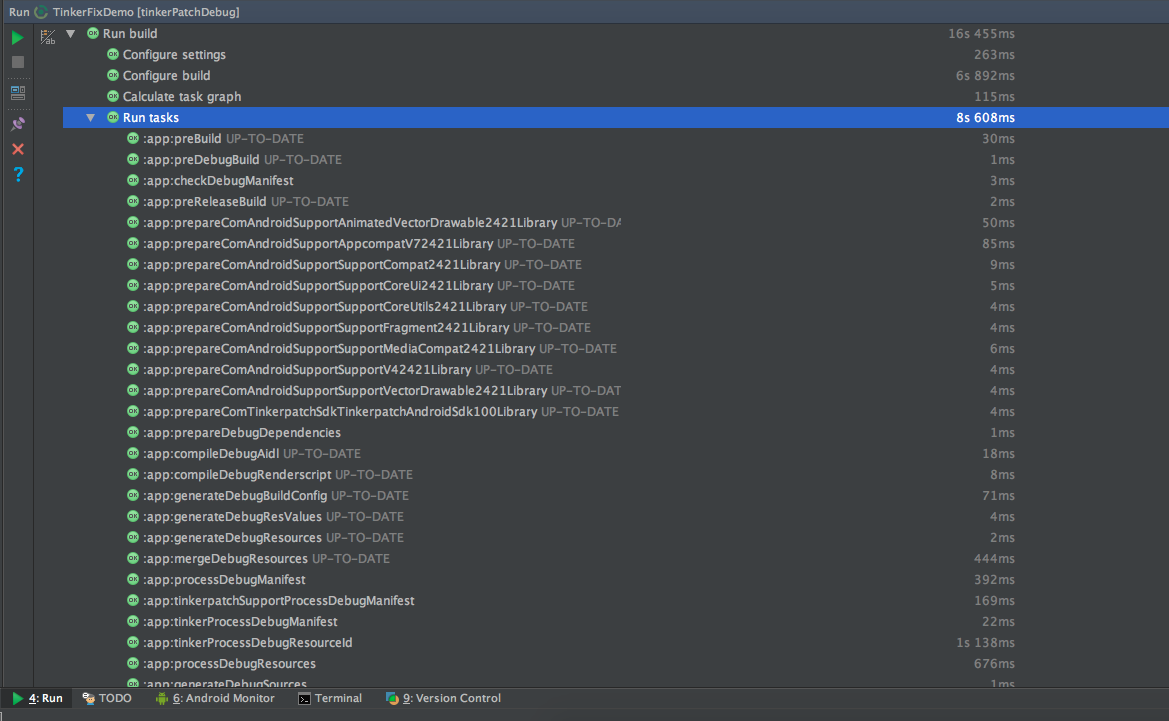 Run TinkerFixDemo [tinkerPatchDebug]
Run build 16s 455ms
Configure settings 263ms
Configure build 6s 892ms
Calculate task graph 115ms
Run tasks 8s 608ms
:app:preBuild UP-TO-DATE 30ms
:app:preDebugBuild UP-TO-DATE 1ms
:app:checkDebugManifest 3ms
:app:preReleaseBuild UP-TO-DATE 2ms
:app:prepareComAndroidSupportAnimatedVectorDrawable2421Library UP-TO-DA 50ms
:app:prepareComAndroidSupportAppcompatV72421Library UP-TO-DATE 85ms
:app:prepareComAndroidSupportSupportCompat2421Library UP-TO-DATE 9ms
:app:prepareComAndroidSupportSupportCoreUi2421Library UP-TO-DATE 5ms
:app:prepareComAndroidSupportSupportCoreUtils2421Library UP-TO-DATE 4ms
:app:prepareComAndroidSupportSupportFragment2421Library UP-TO-DATE 4ms
:app:prepareComAndroidSupportSupportMediaCompat2421Library UP-TO-DATE 6ms
:app:prepareComAndroidSupportSupportV42421Library UP-TO-DATE 4ms
:app:prepareComAndroidSupportSupportVectorDrawable2421Library UP-TO-DAT 4ms
:app:prepareComTinkerpatchSdkTinkerpatchAndroidSdk100Library UP-TO-DATE 4ms
:app:prepareDebugDependencies 1ms
:app:compileDebugAidl UP-TO-DATE 18ms
:app:compileDebugRenderscript UP-TO-DATE 8ms
:app:generateDebugBuildConfig UP-TO-DATE 71ms
:app:generateDebugResValues UP-TO-DATE 4ms
:app:generateDebugResources UP-TO-DATE 2ms
:app:mergeDebugResources UP-TO-DATE 444ms
:app:processDebugManifest 392ms
:app:tinkerpatchSupportProcessDebugManifest 169ms
:app:tinkerProcessDebugManifest 22ms
:app:tinkerProcessDebugResourceId 1s 138ms
:app:processDebugResources 676ms
:app:generateDebugSources 1ms
4: Run TODO 6: Android Monitor Terminal 9: Version Control